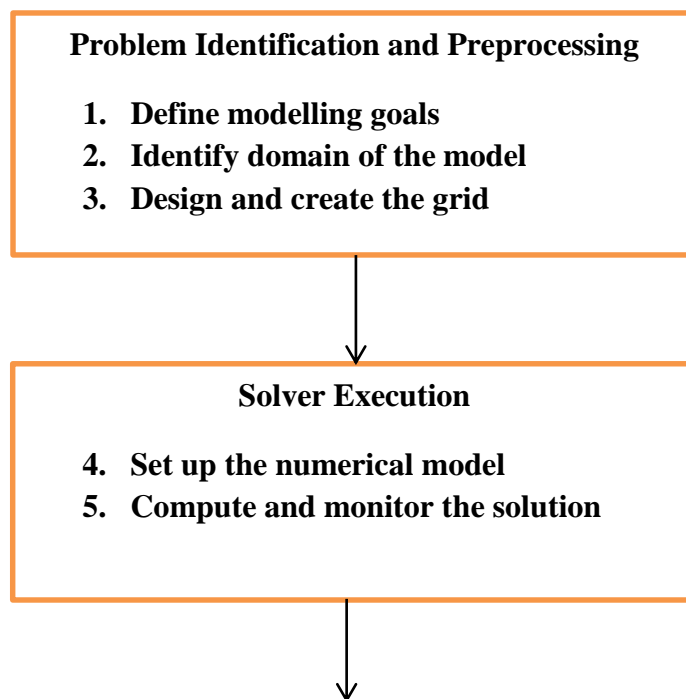 Problem Identification and Preprocessing
1. Define modelling goals
2. Identify domain of the model
3. Design and create the grid
Solver Execution
4. Set up the numerical model
5. Compute and monitor the solution